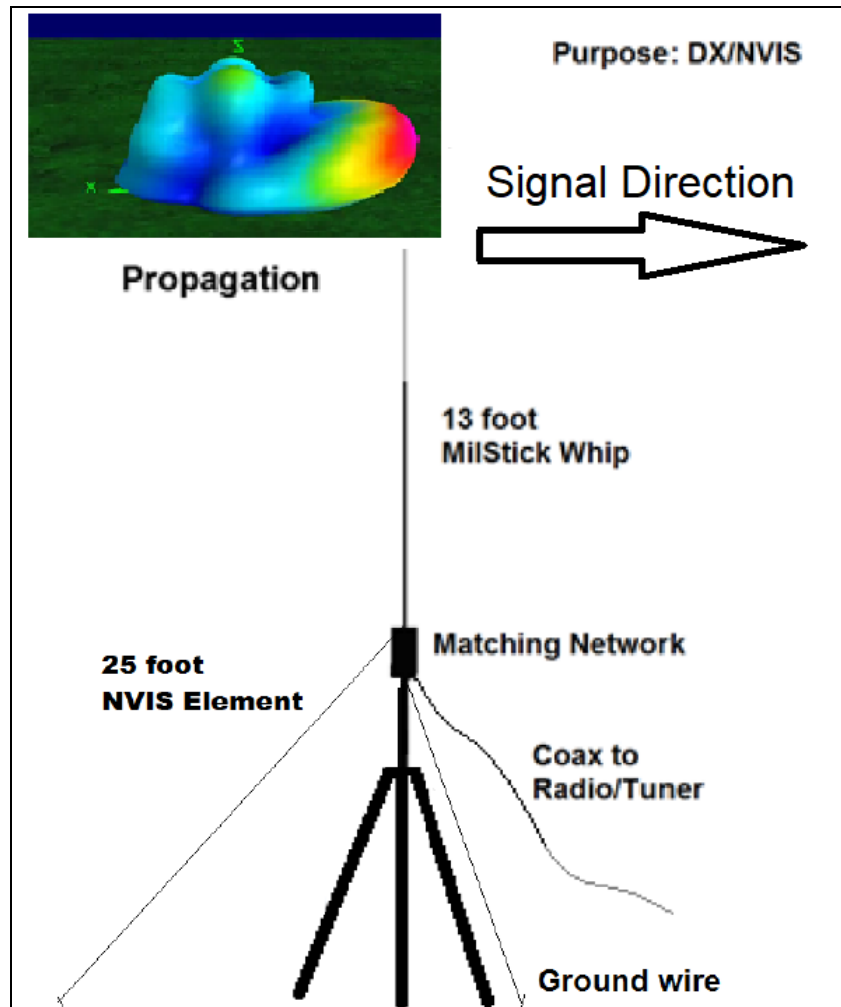 Purpose: DX/NVIS
Z
X
Signal Direction
Propagation
13 foot
MilStick Whip
Matching Network
25 foot
NVIS Element
Coax to
Radio/Tuner
Ground wire